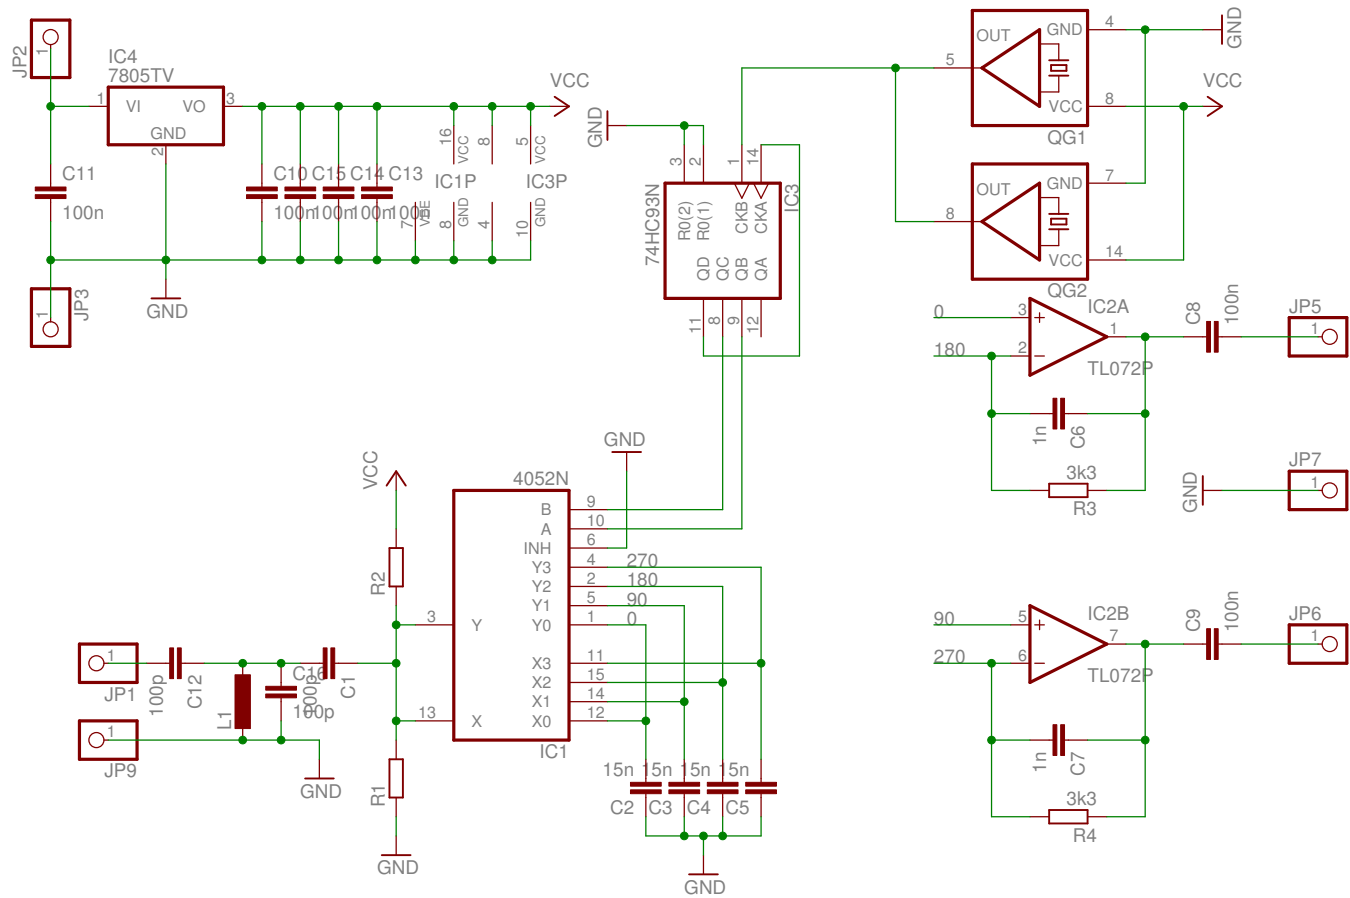 JP2
1
IC4
7805TV
1
VI
VO
3
GND
2
C11
100n
C10
C15
C14
C13
100n
100n
100n
100n
VCC
16
VCC
8
5
VCC
IC1P
IC3P
7
VEE
8
GND
4
10
GND
JP3
1
GND
GND
3
2
1
14
R0(2)
R0(1)
CKB
CKA
IC3
74HC93N
QD
QC
QB
QA
11
8
9
12
OUT
GND
4
GND
5
VCC
8
VCC
QG1
OUT
GND
7
8
VCC
14
QG2
0
3
IC2A
180
2
1
TL072P
C8
100n
JP5
1
1n
C6
3k3
R3
GND
JP7
1
90
5
IC2B
270
6
7
TL072P
C9
100n
JP6
1
1n
C7
3k3
R4
VCC
R2
4052N
GND
B
9
A
10
INH
6
Y3
4
270
Y2
2
180
Y1
5
90
Y0
1
0
3
Y
X3
11
X2
15
X1
14
X0
12
13
X
IC1
1
JP1
100p
C12
L1
C16
100p
100p
C1
1
JP9
GND
R1
GND
15n
15n
15n
15n
C2
C3
C4
C5
GND